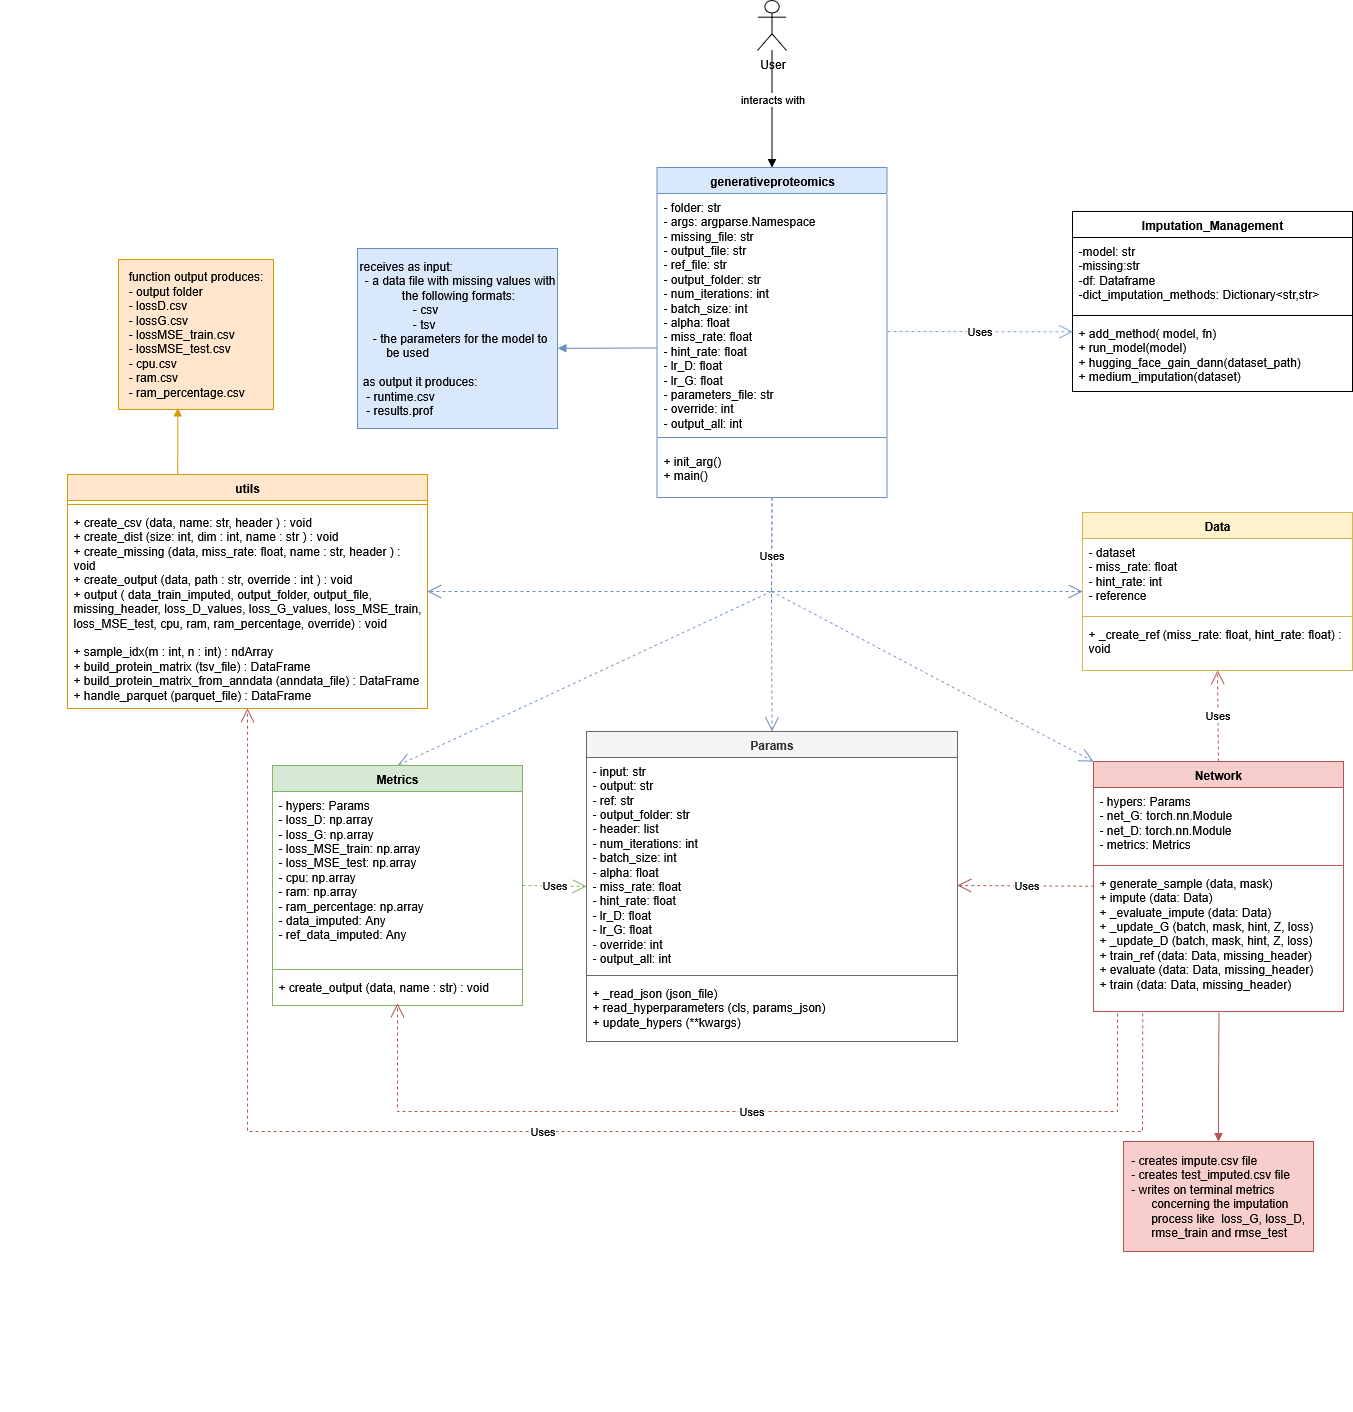 User
interacts with
generativeproteomics
- folder: str
- args: argparse.Namespace
- missing_file: str
- output_file: str
- ref_file: str
- output_folder: str
- num_iterations: int
- batch_size: int
- alpha: float
- miss_rate: float
- hint_rate: float
- lr_D: float
- lr_G: float
- parameters_file: str
- override: int
- output_all: int
+ init_arg()
+ main()
Uses
Imputation_Management
-model: str
-missing:str
-df: Dataframe
-dict_imputation_methods: Dictionary<str,str>
+ add_method( model, fn)
+ run_model(model)
+ hugging_face_gain_dann(dataset_path)
+ medium_imputation(dataset)
receives as input:
- a data file with missing values with
the following formats:
- csv
- tsv
- the parameters for the model to
be used
as output it produces:
- runtime.csv
- results.prof
function output produces:
- output folder
- lossD.csv
- lossG.csv
- lossMSE_train.csv
- lossMSE_test.csv
- cpu.csv
- ram.csv
- ram_percentage.csv
utils
+ create_csv (data, name: str, header ) : void
+ create_dist (size: int, dim : int, name : str ) : void
+ create_missing (data, miss_rate: float, name : str, header ) :
void
+ create_output (data, path : str, override : int ) : void
+ output ( data_train_imputed, output_folder, output_file,
missing_header, loss_D_values, loss_G_values, loss_MSE_train,
loss_MSE_test, cpu, ram, ram_percentage, override) : void
+ sample_idx(m : int, n : int) : ndArray
+ build_protein_matrix (tsv_file) : DataFrame
+ build_protein_matrix_from_anndata (anndata_file) : DataFrame
+ handle_parquet (parquet_file) : DataFrame
Uses
Data
- dataset
- miss_rate: float
- hint_rate: int
- reference
+ _create_ref (miss_rate: float, hint_rate: float) :
void
Uses
Metrics
- hypers: Params
- loss_D: np.array
- loss_G: np.array
- loss_MSE_train: np.array
- loss_MSE_test: np.array
- cpu: np.array
- ram: np.array
- ram_percentage: np.array
- data_imputed: Any
- ref_data_imputed: Any
+ create_output (data, name : str) : void
Uses
Params
- input: str
- output: str
- ref: str
- output_folder: str
- header: list
- num_iterations: int
- batch_size: int
- alpha: float
- miss_rate: float
- hint_rate: float
- lr_D: float
- lr_G: float
- override: int
- output_all: int
+ _read_json (json_file)
+ read_hyperparameters (cls, params_json)
+ update_hypers (**kwargs)
Uses
Network
- hypers: Params
- net_G: torch.nn.Module
- net_D: torch.nn.Module
- metrics: Metrics
+ generate_sample (data, mask)
+ impute (data: Data)
+ _evaluate_impute (data: Data)
+ _update_G (batch, mask, hint, Z, loss)
+ _update_D (batch, mask, hint, Z, loss)
+ train_ref (data: Data, missing_header)
+ evaluate (data: Data, missing_header)
+ train (data: Data, missing_header)
Uses
Uses
- creates impute.csv file
- creates test_imputed.csv file
- writes on terminal metrics
concerning the imputation
process like loss_G, loss_D,
rmse_train and rmse_test